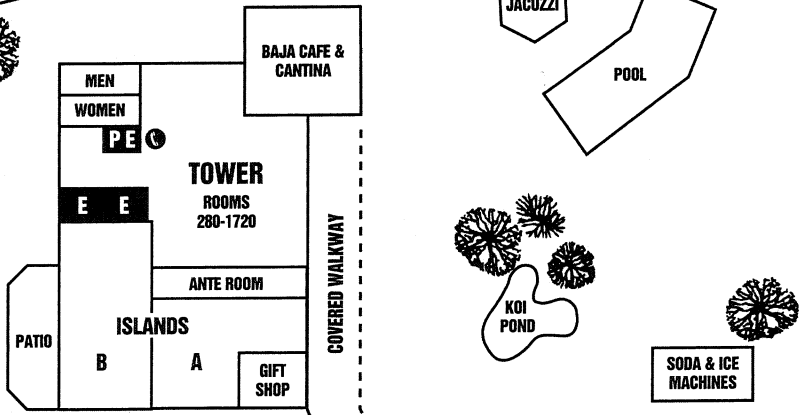 JACUZZI
BAJA CAFE &
CANTINA
POOL
MEN
WOMEN
P E
TOWER
ROOMS
280-1720
E E
COVERED WALKWAY
ANTE ROOM
KOI
POND
ISLANDS
PATIO
B
A
GIFT
SHOP
SODA & ICE
MACHINES